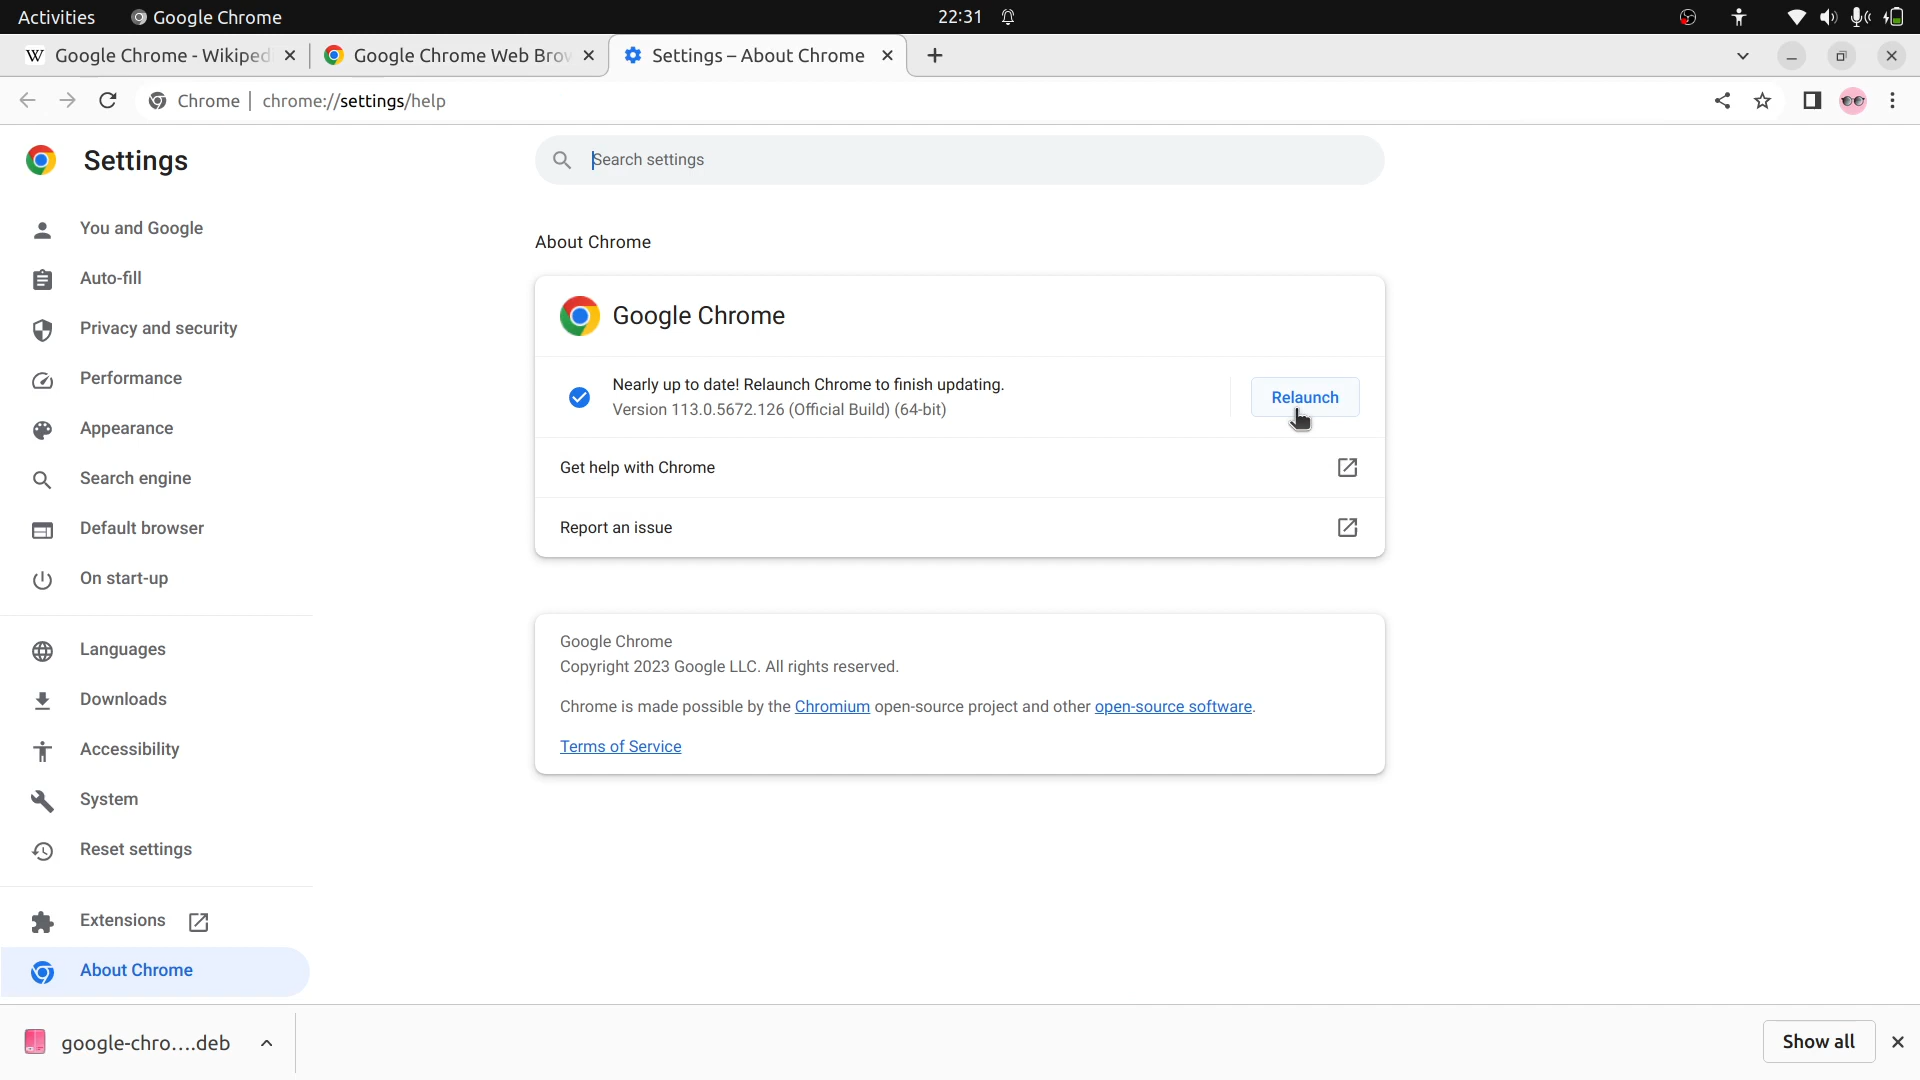 Activities
Google Chrome
22:31
Google Chrome - Wikiped
Google Chrome Web Brow
Settings – About Chrome
Chrome
chrome://settings/help
Settings
Search settings
You and Google
Auto-fill
Privacy and security
Performance
Appearance
Search engine
Default browser
On start-up
Languages
Downloads
Accessibility
System
Reset settings
Extensions
About Chrome
About Chrome
Google Chrome
Nearly up to date! Relaunch Chrome to finish updating.
Version 113.0.5672.126 (Official Build) (64-bit)
Relaunch
Get help with Chrome
Report an issue
Google Chrome
Copyright 2023 Google LLC. All rights reserved.
Chrome is made possible by the Chromium open-source project and other open-source software.
Terms of Service
google-chro....deb
Show all